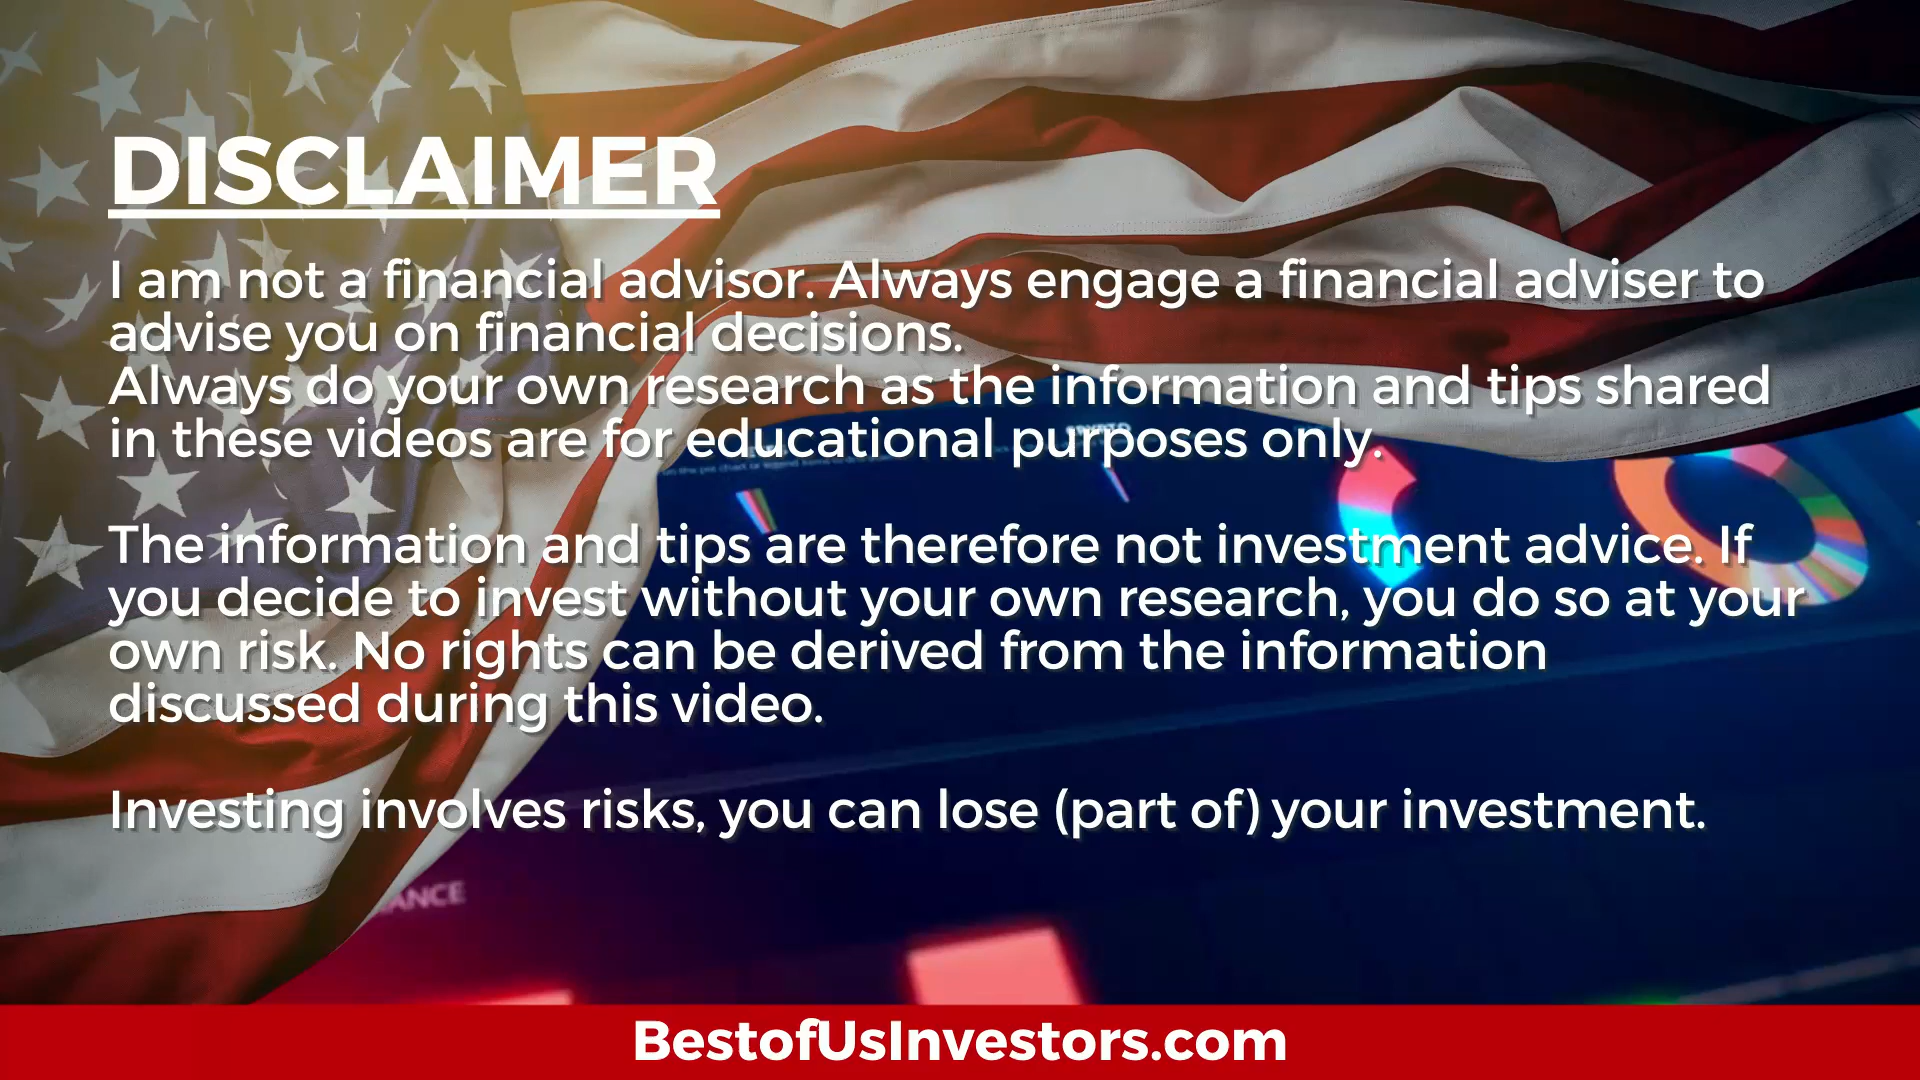 DISCLAIMER
I am not a financial advisor. Always engage a financial adviser to
advise you on financial decisions.
Always do your own research as the information and tips shared
in these videos are for educational purposes only.
The information and tips are therefore not investment advice. If
you decide to invest without your own research, you do so at your
own risk. No rights can be derived from the information
discussed during this video.
Investing involves risks, you can lose (part of) your investment.
BestofUsInvestors.com